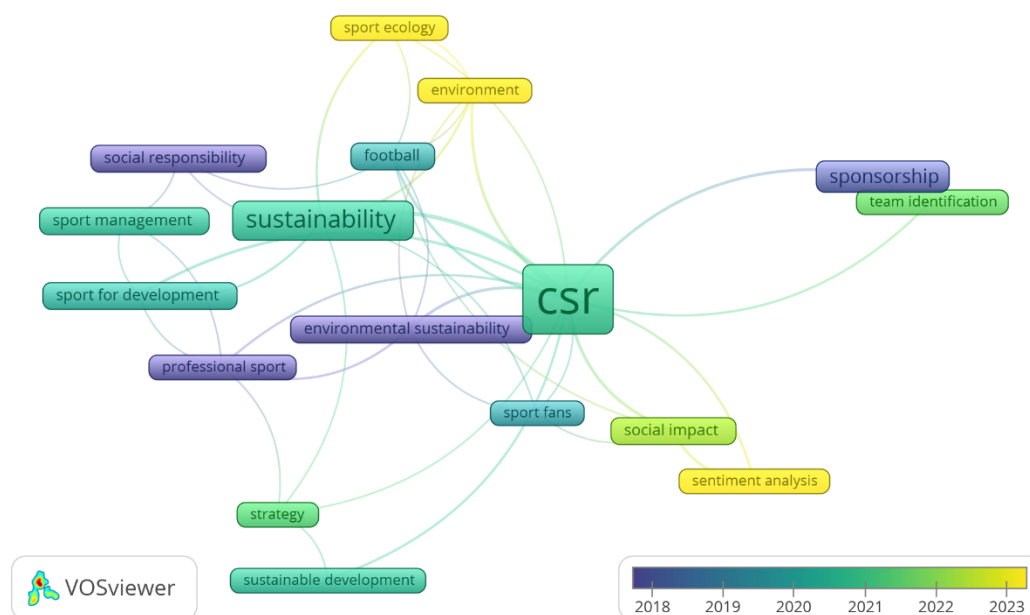 sport ecology
environment
football
social responsibility
sponsorship
team identification
sport management
sustainability
sport for development
csr
environmental sustainability
professional sport
sport fans
social impact
sentiment analysis
strategy
sustainable development
VOSviewer
2018 2019 2020 2021 2022 2023